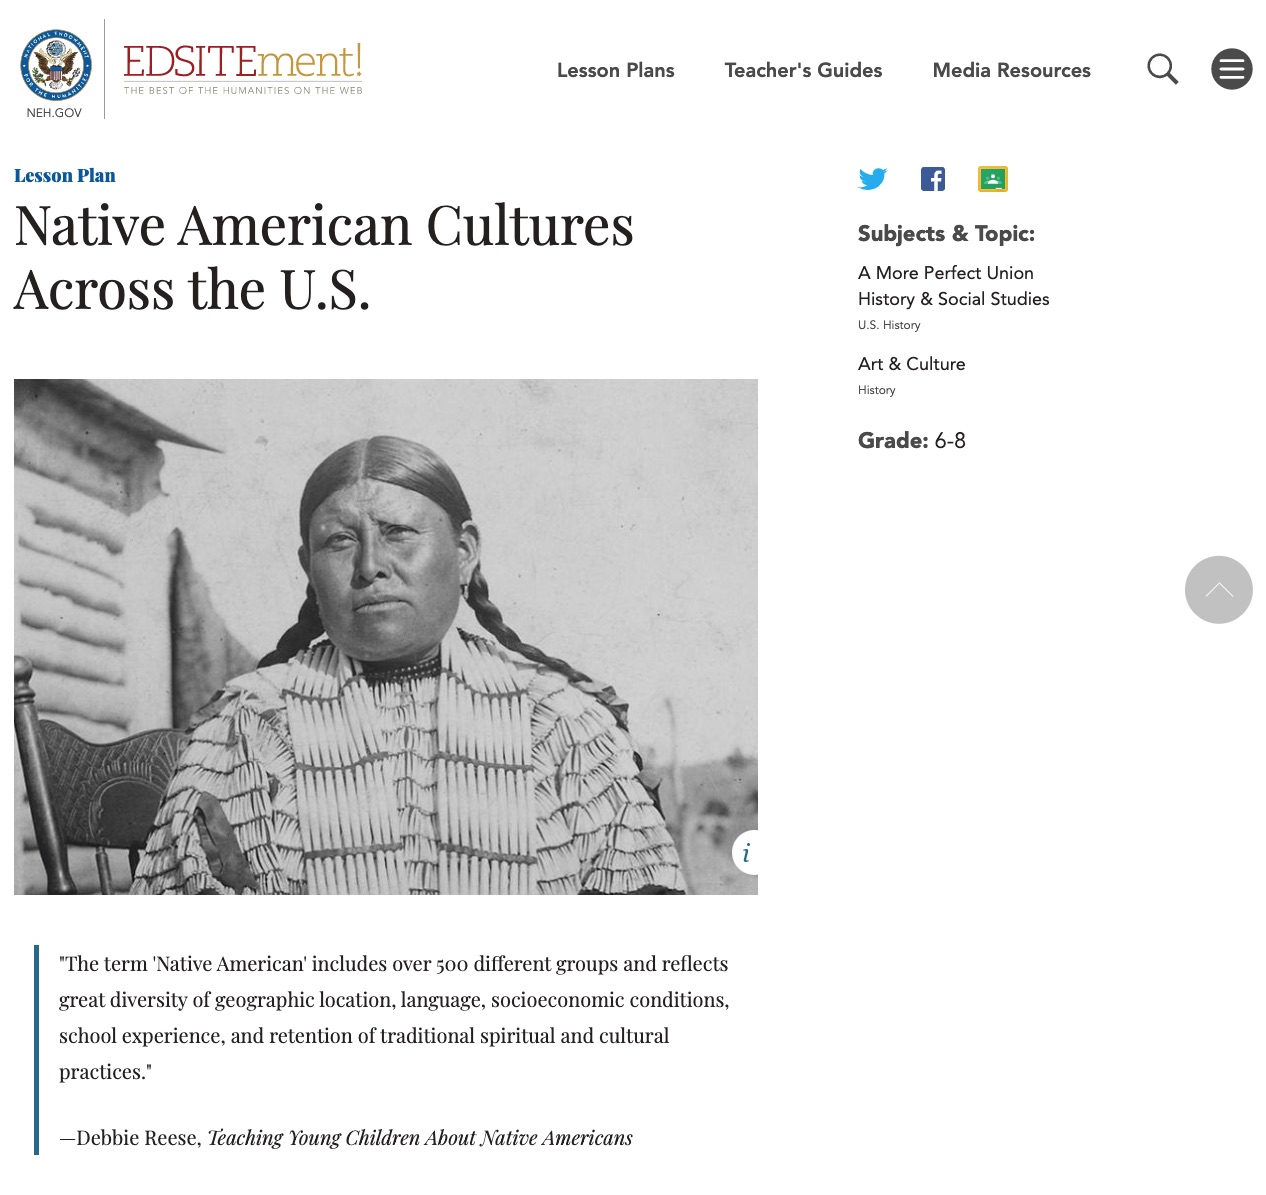 NATIONAL ENDOWMENT FOR THE HUMANITIES
NEH.GOV
EDSITEment!
THE BEST OF THE HUMANITIES ON THE WEB
Lesson Plans
Teacher's Guides
Media Resources
Lesson Plan
Native American Cultures
Across the U.S.
Subjects & Topic:
A More Perfect Union
History & Social Studies
U.S. History
Art & Culture
History
Grade: 6-8
i
"The term 'Native American' includes over 500 different groups and reflects
great diversity of geographic location, language, socioeconomic conditions,
school experience, and retention of traditional spiritual and cultural
practices."
—Debbie Reese, Teaching Young Children About Native Americans